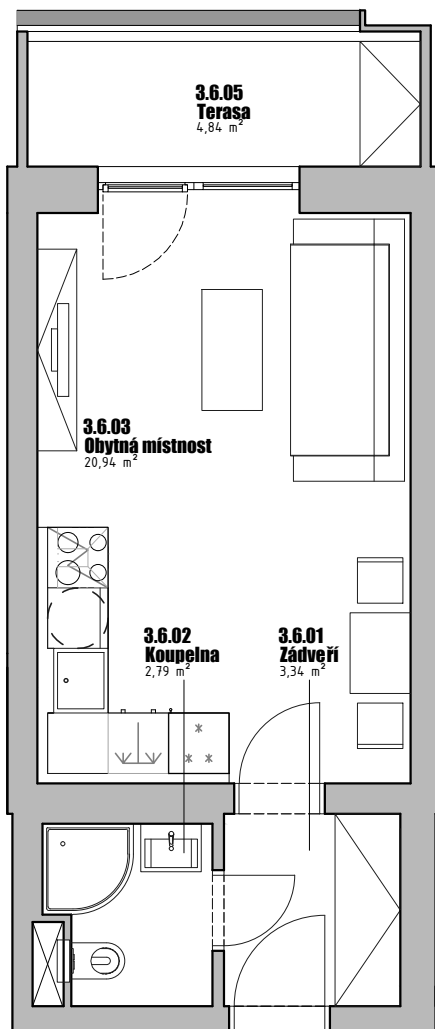 3.6.05
Terasa
4,84 m²
3.6.03
Obytná místnost
20,94 m²
3.6.02
Koupelna
2,79 m²
3.6.01
Zádveří
3,34 m²